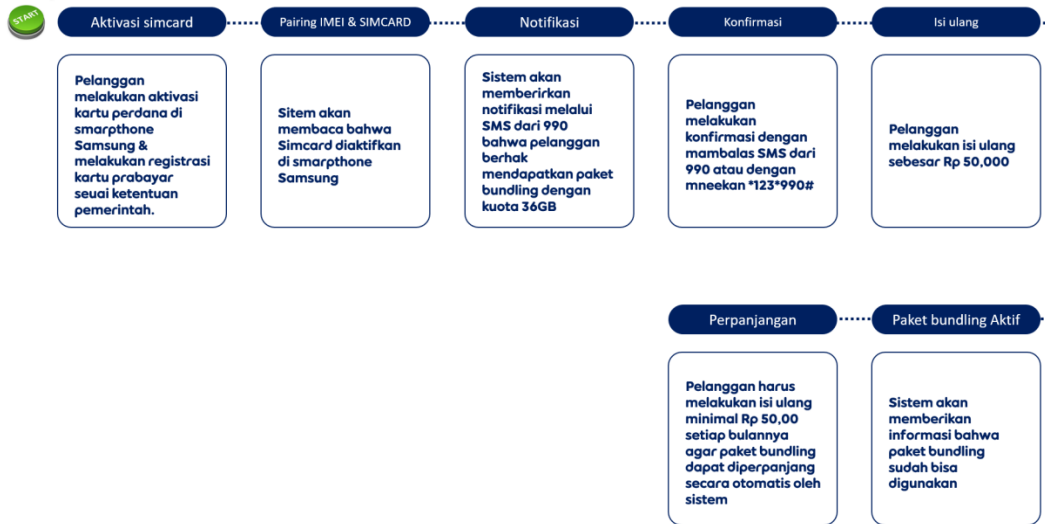 START
Aktivasi simcard
Pairing IMEI & SIMCARD
Notifikasi
Konfirmasi
Isi ulang
Pelanggan
melakukan aktivasi
kartu perdana di
smarpthone
Samsung &
melakukan registrasi
kartu prabayar
seuai ketentuan
pemerintah.
Sitem akan
membaca bahwa
Simcard diaktifkan
di smarpthone
Samsung
Sistem akan
memberirkan
notifikasi melalui
SMS dari 990
bahwa pelanggan
berhak
mendapatkan paket
bundling dengan
kuota 36GB
Pelanggan
melakukan
konfirmasi dengan
mambalas SMS dari
990 atau dengan
mneekan *123*990#
Pelanggan
melakukan isi ulang
sebesar Rp 50,000
Perpanjangan
Paket bundling Aktif
Pelanggan harus
melakukan isi ulang
minimal Rp 50,00
setiap bulannya
agar paket bundling
dapat diperpanjang
secara otomatis oleh
sistem
Sistem akan
memberikan
informasi bahwa
paket bundling
sudah bisa
digunakan